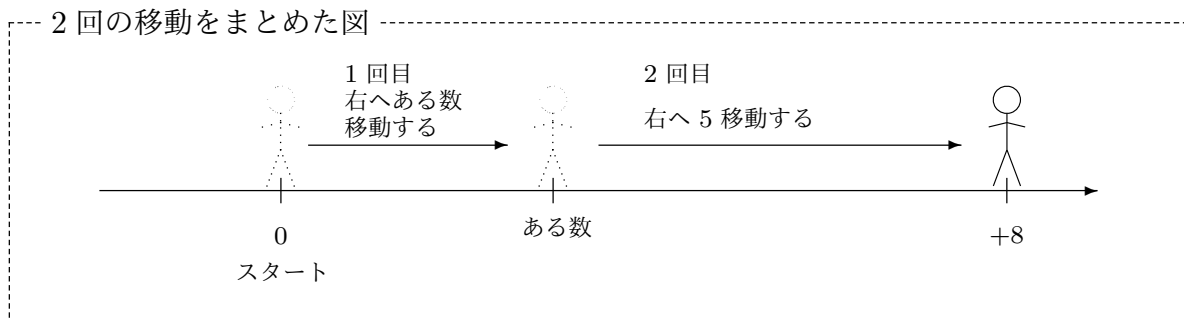 2 回の移動をまとめた図
1 回目
右へある数
移動する
2 回目
右へ 5 移動する
0
スタート
ある数
+8